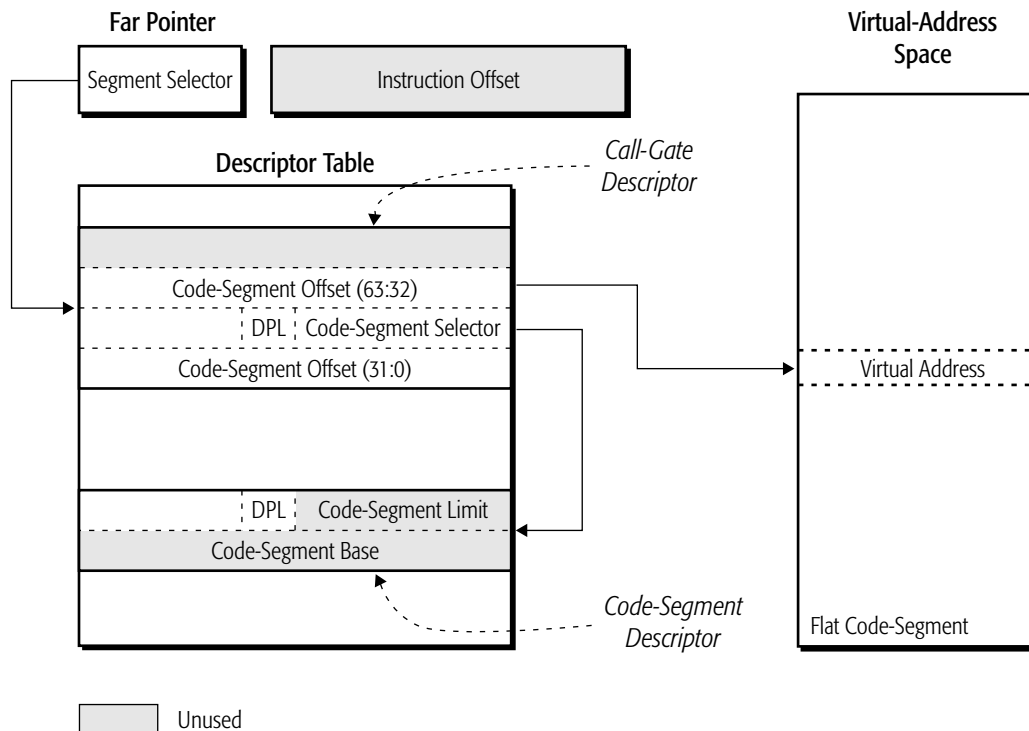 Far Pointer
Virtual-Address
Space
Segment Selector
Instruction Offset
Descriptor Table
Call-Gate
Descriptor
Code-Segment Offset (63:32)
DPL
Code-Segment Selector
Code-Segment Offset (31:0)
Virtual Address
DPL
Code-Segment Limit
Code-Segment Base
Code-Segment
Descriptor
Flat Code-Segment
Unused